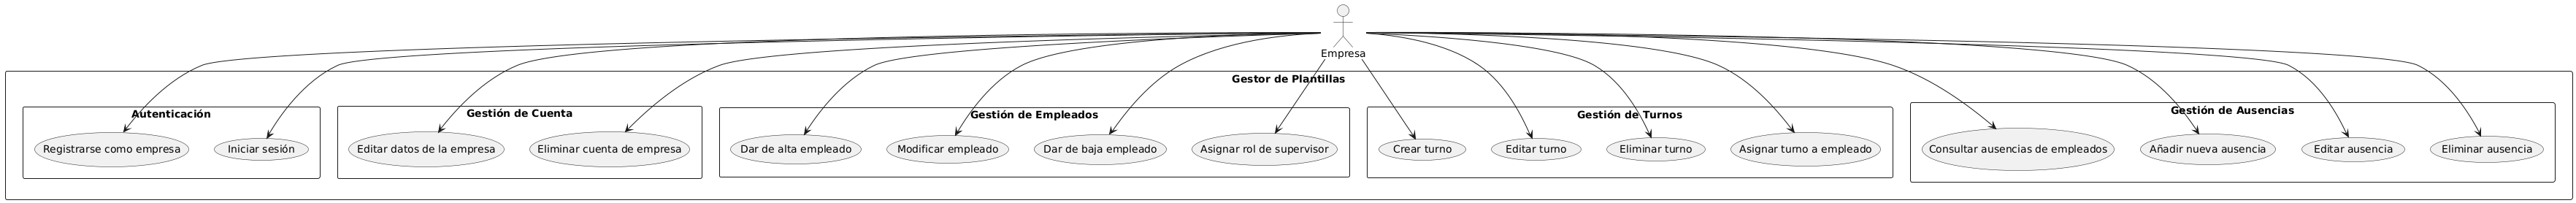 Empresa
Gestor de Plantillas
Autenticación
Registrarse como empresa
Iniciar sesión
Gestión de Cuenta
Editar datos de la empresa
Eliminar cuenta de empresa
Gestión de Empleados
Dar de alta empleado
Modificar empleado
Dar de baja empleado
Asignar rol de supervisor
Gestión de Turnos
Crear turno
Editar turno
Eliminar turno
Asignar turno a empleado
Gestión de Ausencias
Consultar ausencias de empleados
Añadir nueva ausencia
Editar ausencia
Eliminar ausencia